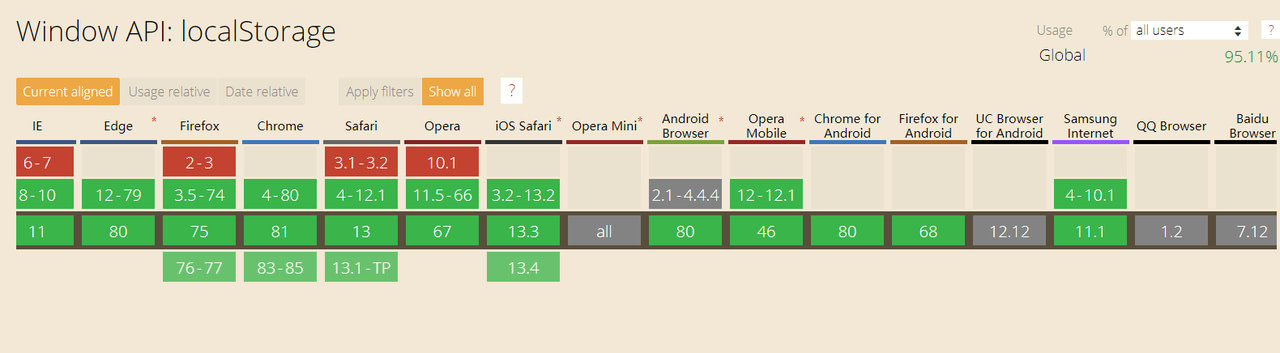 Window API: localStorage
Usage % of all users ?
Global 95.11%
Current aligned Usage relative Date relative Apply filters Show all ?
IE Edge * Firefox Chrome Safari Opera iOS Safari * Opera Mini * Android Browser * Opera Mobile * Chrome for Android Firefox for Android UC Browser for Android Samsung Internet QQ Browser Baidu Browser
6-7 2-3 3.1-3.2 10.1
8-10 12-79 3.5-74 4-80 4-12.1 11.5-66 3.2-13.2 2.1-4.4.4 12-12.1 4-10.1
11 80 75 81 13 67 13.3 all 80 46 80 68 12.12 11.1 1.2 7.12
76-77 83-85 13.1-TP 13.4